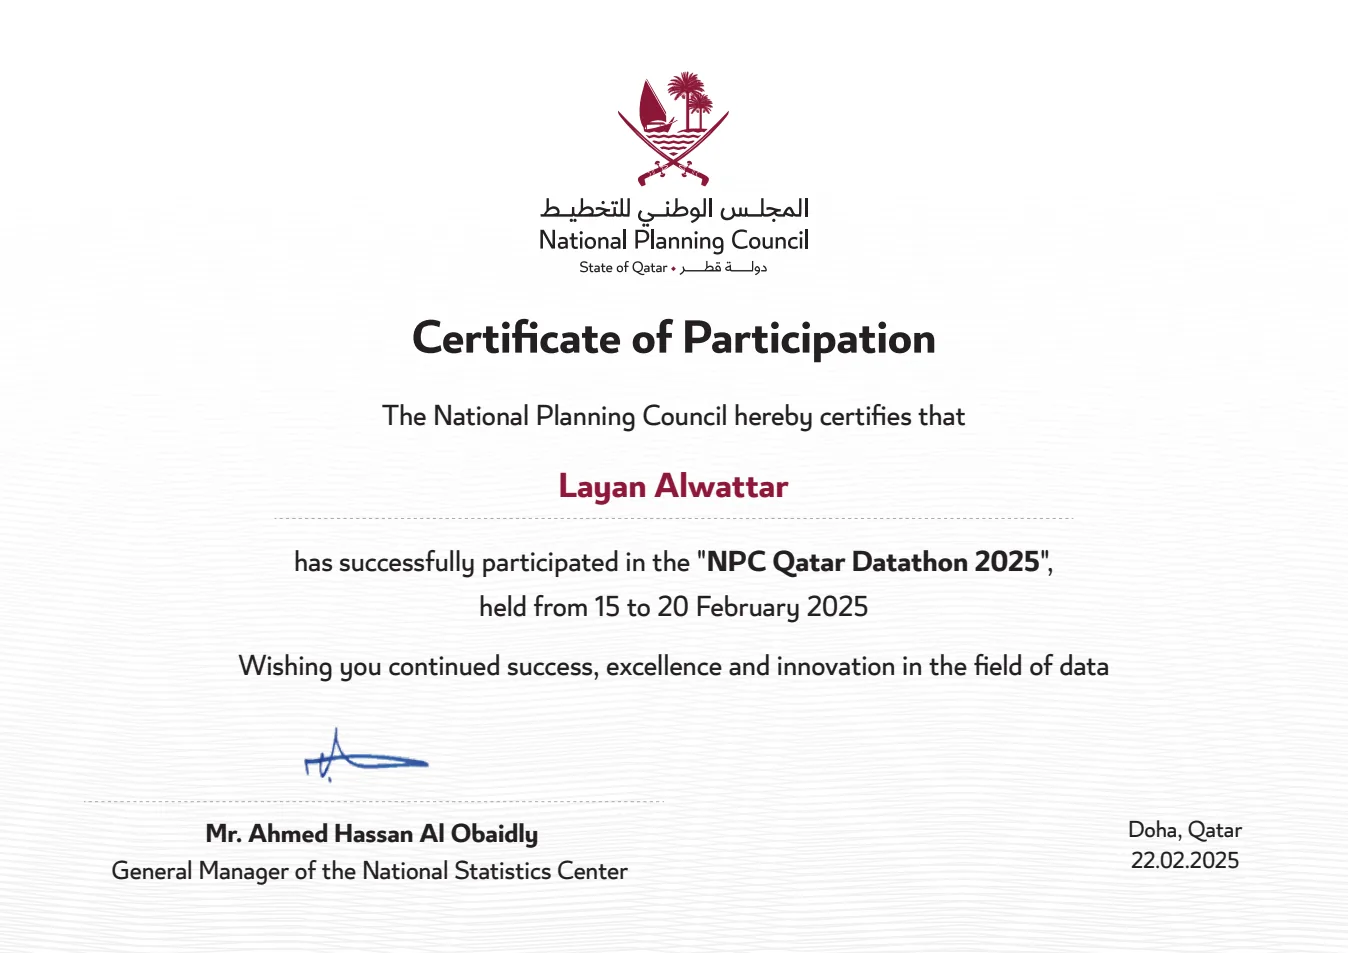 المجلس الوطني للتخطيط
National Planning Council
State of Qatar • دولة قطر
Certificate of Participation
The National Planning Council hereby certifies that
Layan Alwattar
has successfully participated in the "NPC Qatar Datathon 2025",
held from 15 to 20 February 2025
Wishing you continued success, excellence and innovation in the field of data
Mr. Ahmed Hassan Al Obaidly
General Manager of the National Statistics Center
Doha, Qatar
22.02.2025